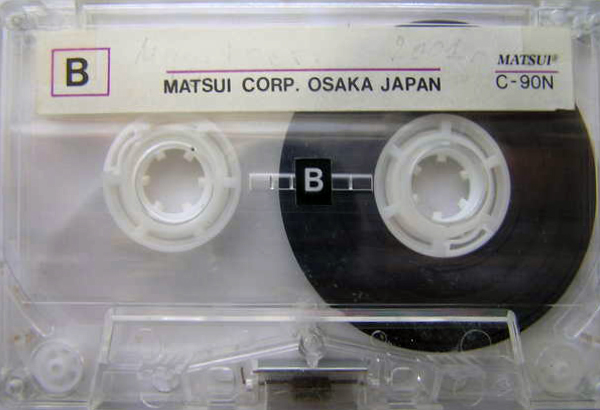 B
MATSUI CORP. OSAKA JAPAN
MATSUI®
C-90N
B